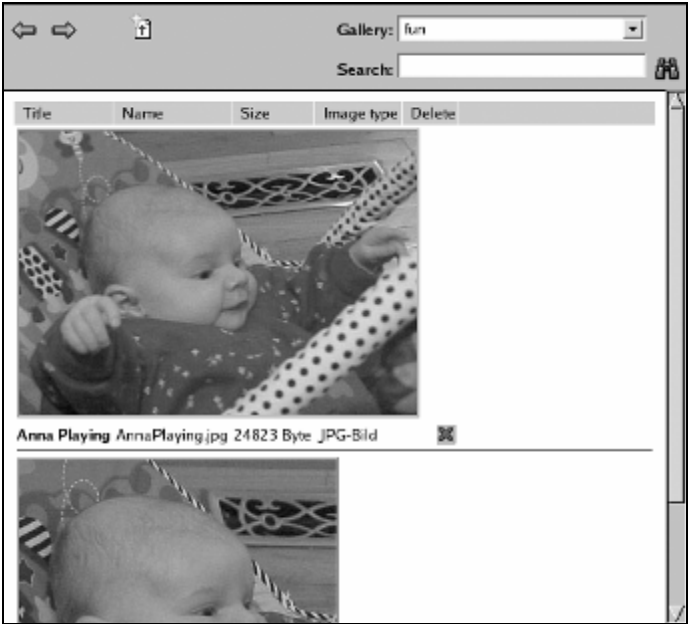 Gallery: fun
Search:
Title Name Size Image type Delete
Anna Playing AnnaPlaying.jpg 24823 Byte JPG-Bild